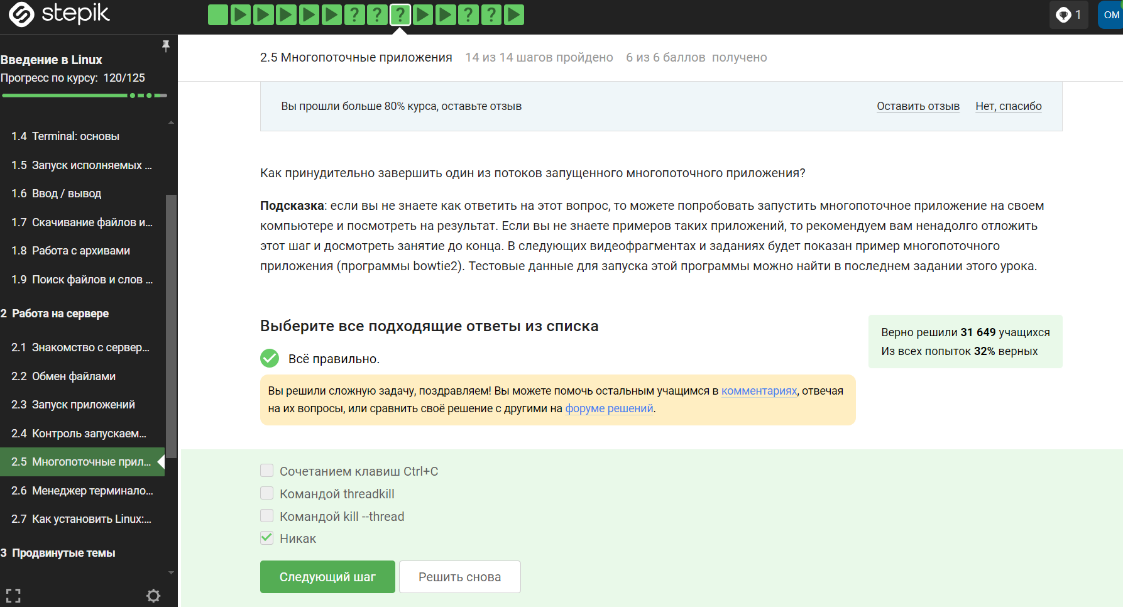 stepik
1
OM
Введение в Linux
Прогресс по курсу: 120/125
1.4 Terminal: основы
1.5 Запуск исполняемых ...
1.6 Ввод / вывод
1.7 Скачивание файлов и...
1.8 Работа с архивами
1.9 Поиск файлов и слов ...
2 Работа на сервере
2.1 Знакомство с сервер...
2.2 Обмен файлами
2.3 Запуск приложений
2.4 Контроль запускаем...
2.5 Многопоточные прил...
2.6 Менеджер терминало...
2.7 Как установить Linux:...
3 Продвинутые темы
2.5 Многопоточные приложения 14 из 14 шагов пройдено 6 из 6 баллов получено
Вы прошли больше 80% курса, оставьте отзыв Оставить отзыв Нет, спасибо
Как принудительно завершить один из потоков запущенного многопоточного приложения?
Подсказка: если вы не знаете как ответить на этот вопрос, то можете попробовать запустить многопоточное приложение на своем
компьютере и посмотреть на результат. Если вы не знаете примеров таких приложений, то рекомендуем вам ненадолго отложить
этот шаг и досмотреть занятие до конца. В следующих видеофрагментах и заданиях будет показан пример многопоточного
приложения (программы bowtie2). Тестовые данные для запуска этой программы можно найти в последнем задании этого урока.
Выберите все подходящие ответы из списка
Всё правильно.
Вы решили сложную задачу, поздравляем! Вы можете помочь остальным учащимся в комментариях, отвечая
на их вопросы, или сравнить своё решение с другими на форуме решений.
Верно решили 31 649 учащихся
Из всех попыток 32% верных
Сочетанием клавиш Ctrl+C
Командой threadkill
Командой kill --thread
Никак
Следующий шаг Решить снова